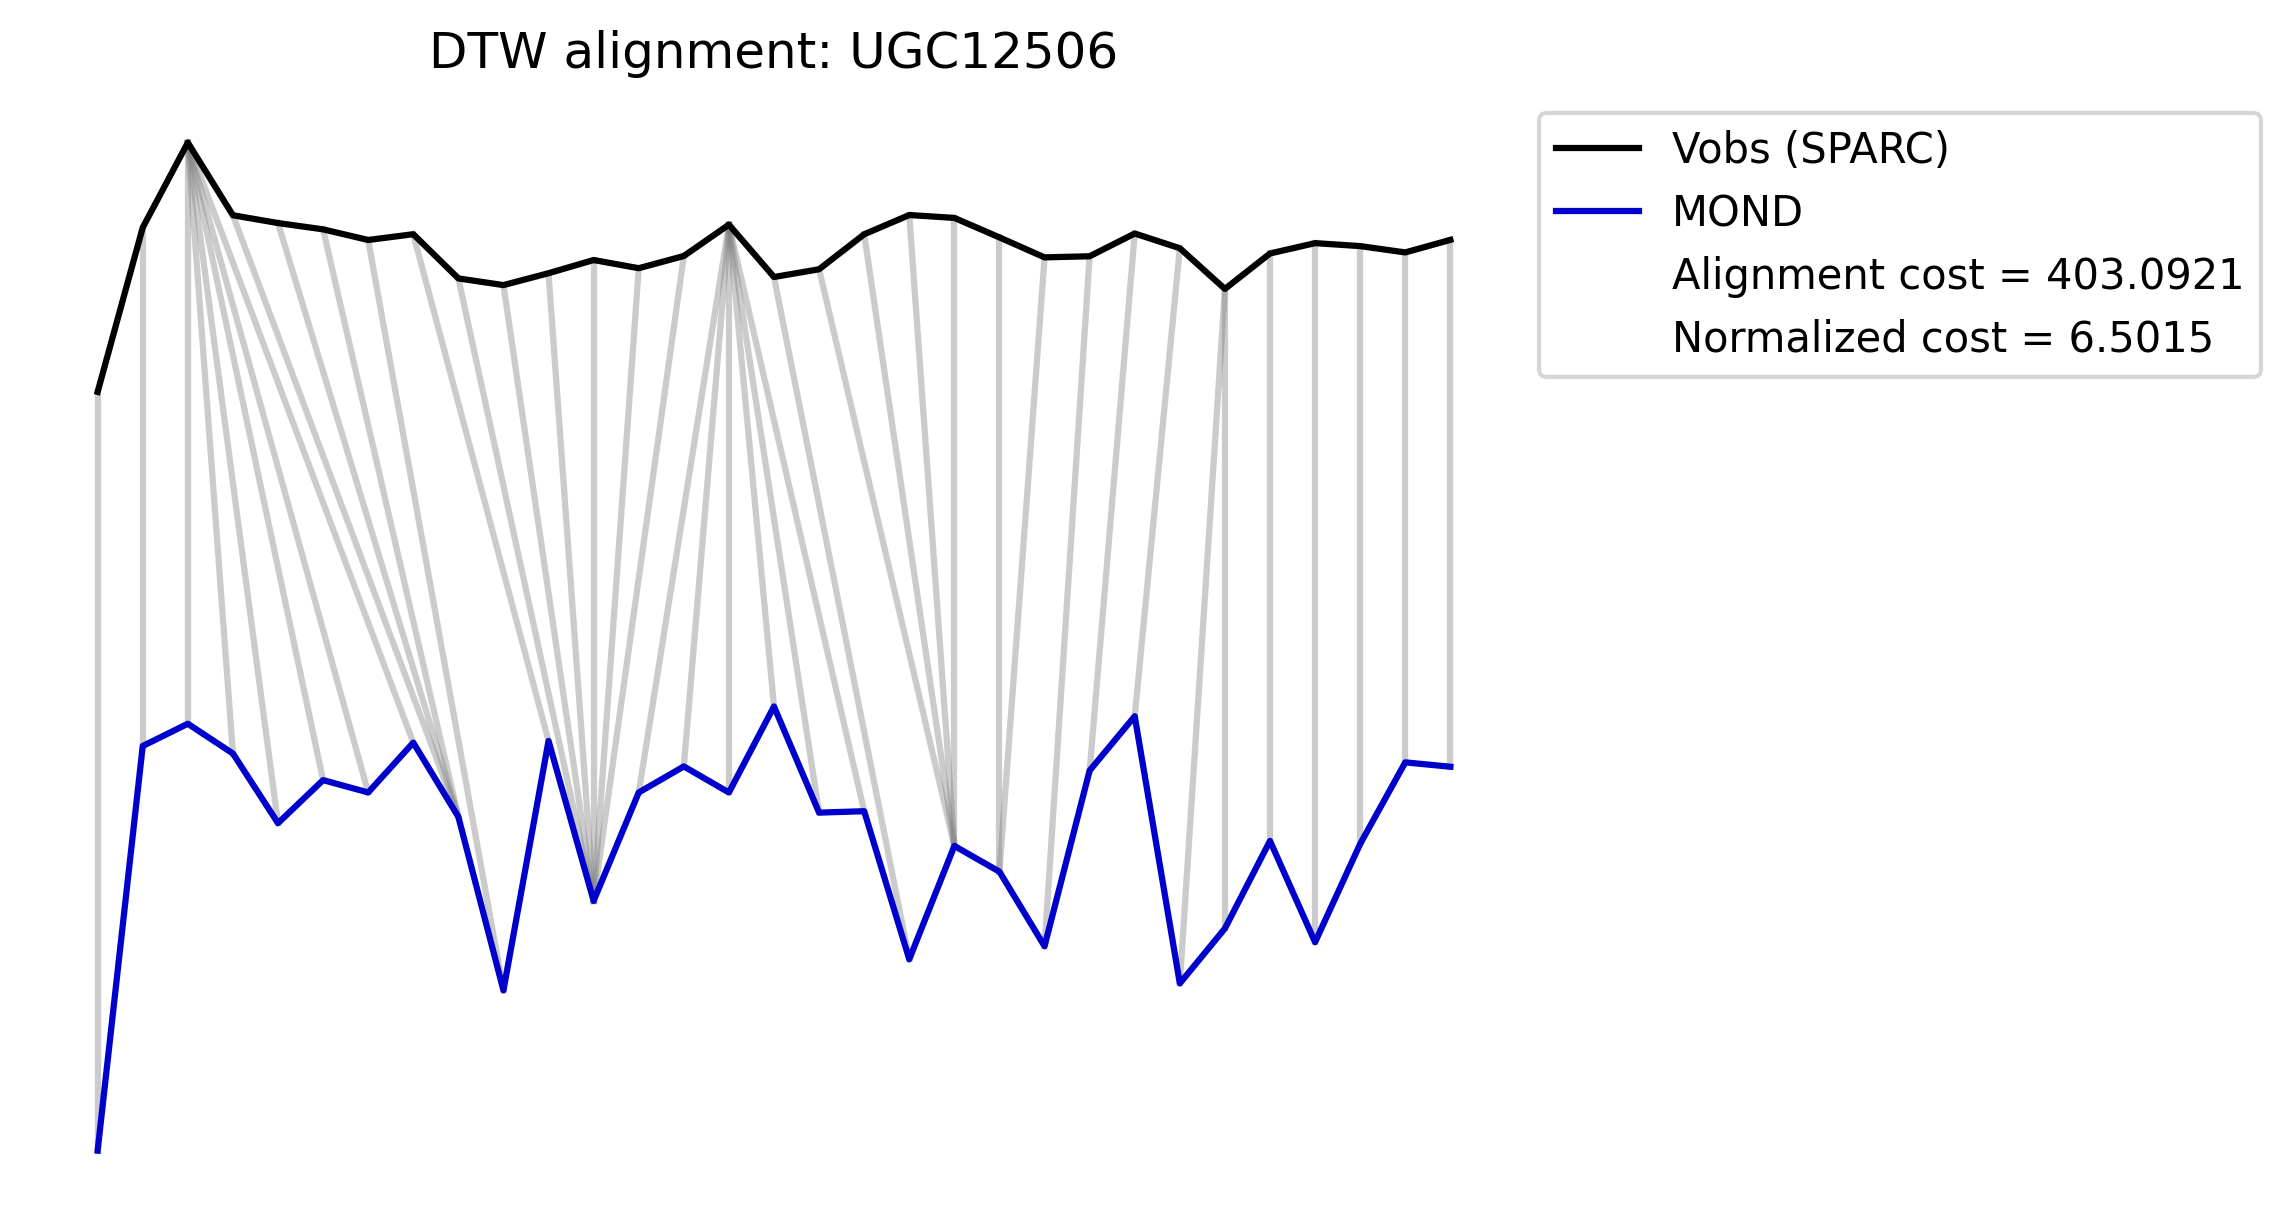 DTW alignment: UGC12506
Vobs (SPARC)
MOND
Alignment cost = 403.0921
Normalized cost = 6.5015